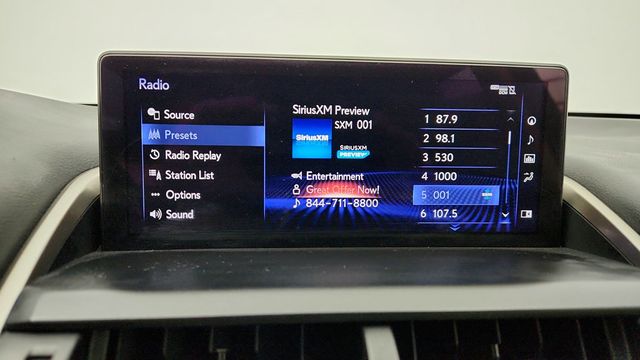 Radio
Source
Presets
Radio Replay
Station List
Options
Sound
SiriusXM Preview
SXM 001
SiriusXM
SIRIUSXM
PREVIEW
Entertainment
Great Offer Now!
844-711-8800
1 87.9
2 98.1
3 530
4 1000
5 001
6 107.5